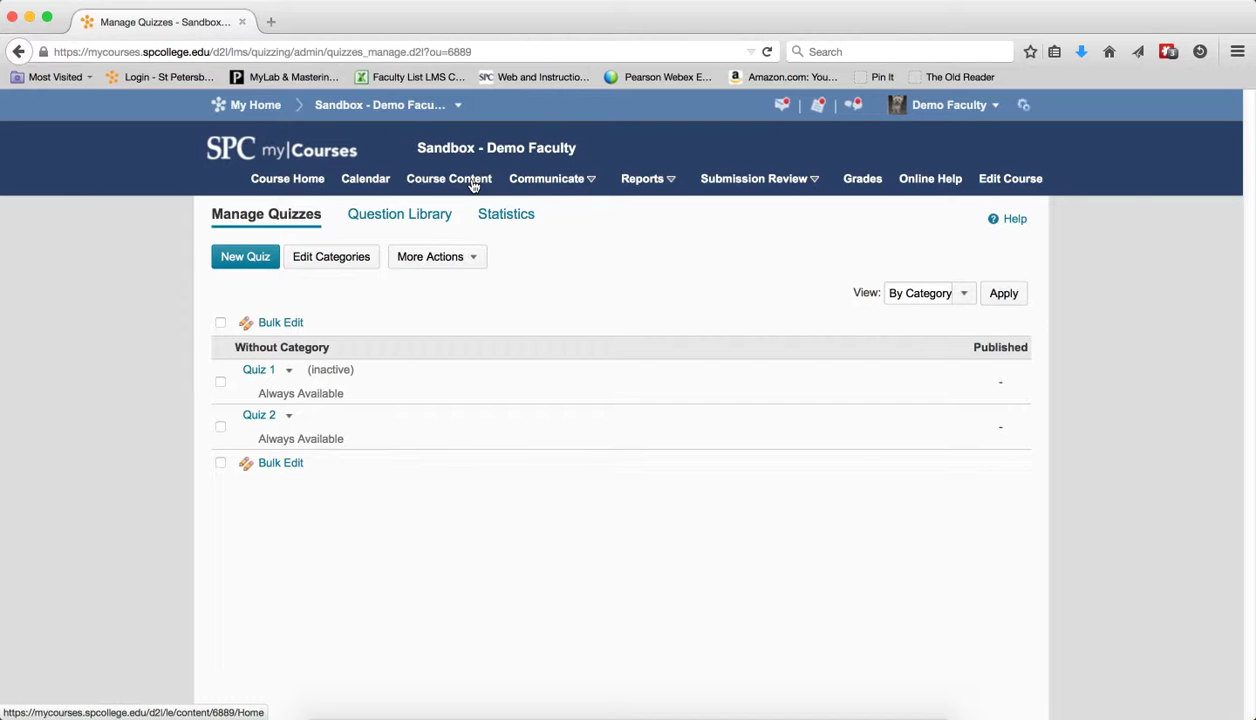 Manage Quizzes - Sandbox...
https://mycourses.spcollege.edu/d2l/lms/quizzing/admin/quizzes_manage.d2l?ou=6889
Search
3
Most Visited
Login - St Petersb...
MyLab & Masterin...
Faculty List LMS C...
SPC
Web and Instructio...
Pearson Webex E...
Amazon.com: You...
Pin It
The Old Reader
My Home
Sandbox - Demo Facu...
Demo Faculty
SPC my|Courses
Sandbox - Demo Faculty
Course Home
Calendar
Course Content
Communicate
Reports
Submission Review
Grades
Online Help
Edit Course
Manage Quizzes
Question Library
Statistics
Help
New Quiz
Edit Categories
More Actions
View: By Category
Apply
Bulk Edit
Without Category
Published
Quiz 1 (inactive)
-
Always Available
Quiz 2
-
Always Available
Bulk Edit
https://mycourses.spcollege.edu/d2l/le/content/6889/Home